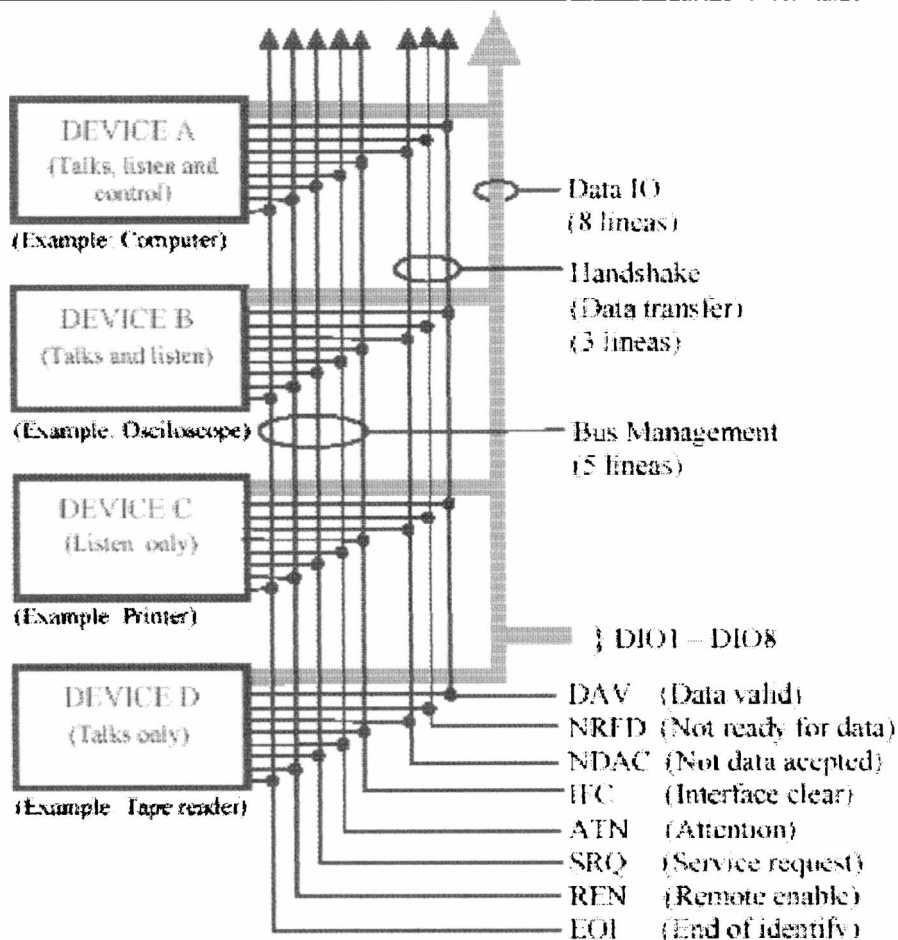 DEVICE A
(Talks, listen and
control)
(Example: Computer)
Data IO
(8 lineas)
Handshake
(Data transfer)
(3 lineas)
DEVICE B
(Talks and listen)
(Example: Osciloscope)
Bus Management
(5 lineas)
DEVICE C
(Listen only)
(Example: Printer)
} DIO1 – DIO8
DEVICE D
(Talks only)
(Example: Tape reader)
DAV (Data valid)
NRFD (Not ready for data)
NDAC (Not data acepted)
IFC (Interface clear)
ATN (Attention)
SRQ (Service request)
REN (Remote enable)
EOI (End of identify)